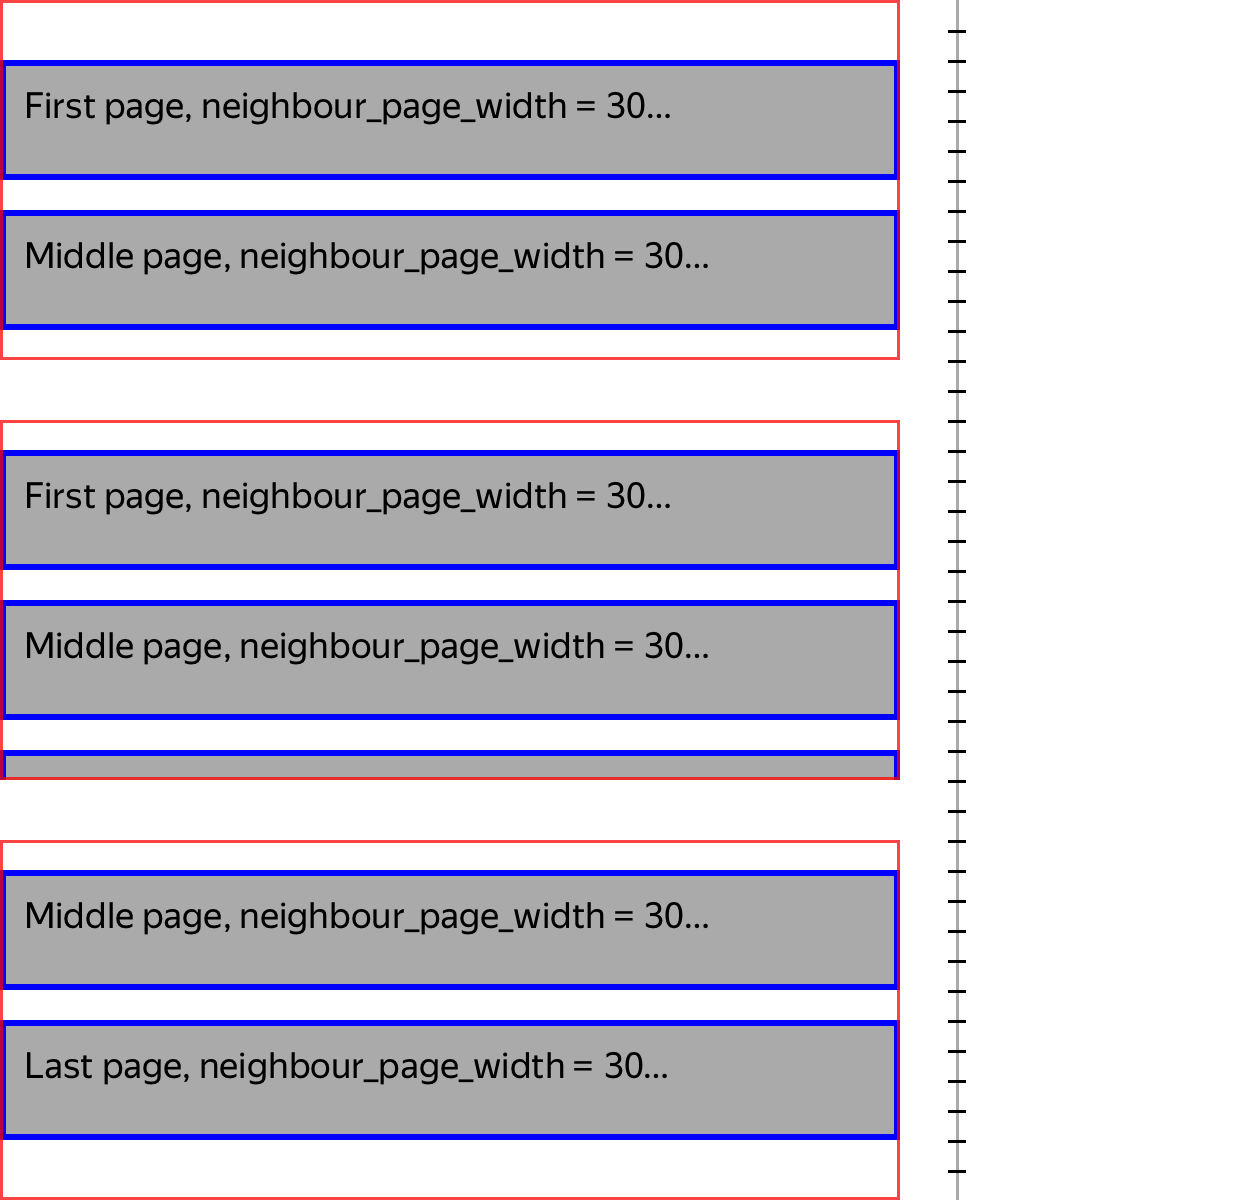 First page, neighbour_page_width = 30...
Middle page, neighbour_page_width = 30...
First page, neighbour_page_width = 30...
Middle page, neighbour_page_width = 30...
Middle page, neighbour_page_width = 30...
Last page, neighbour_page_width = 30...